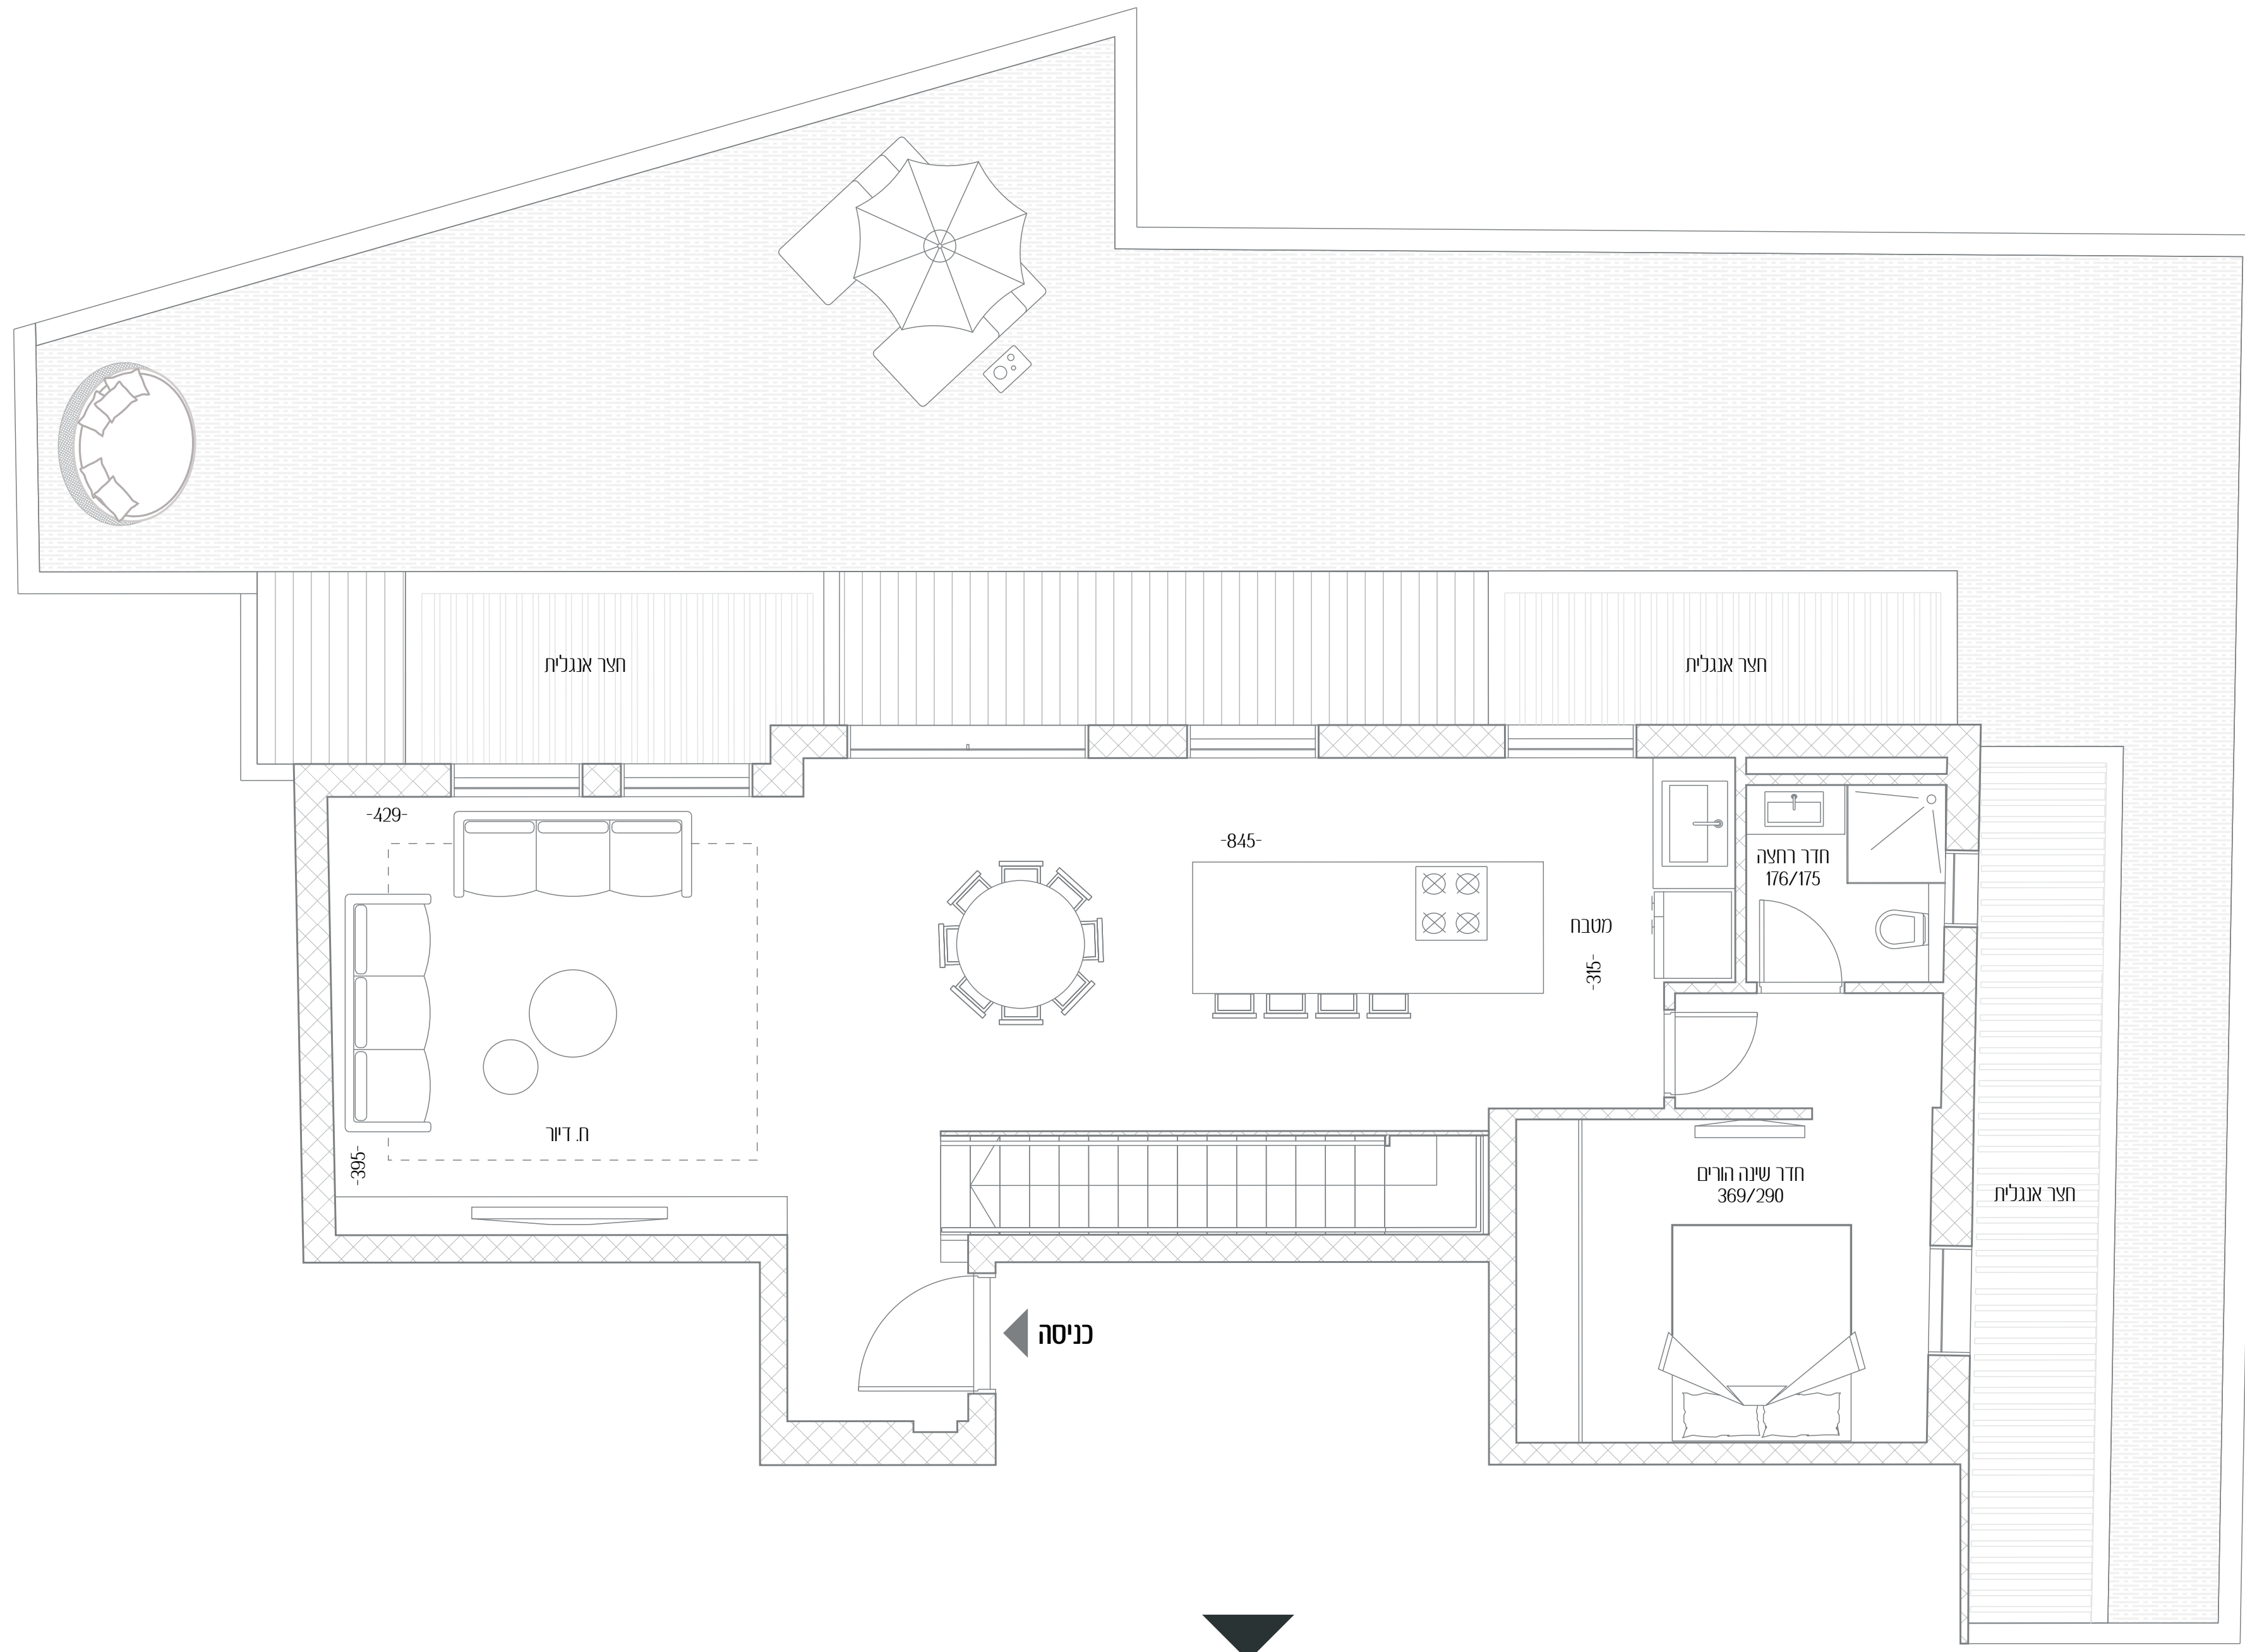 חצר אנגלית
חצר אנגלית
-429-
-845-
חדר רחצה
176/175
מטבח
-315-
ח. דיור
-395-
חדר שינה הורים
369/290
חצר אנגלית
כניסה